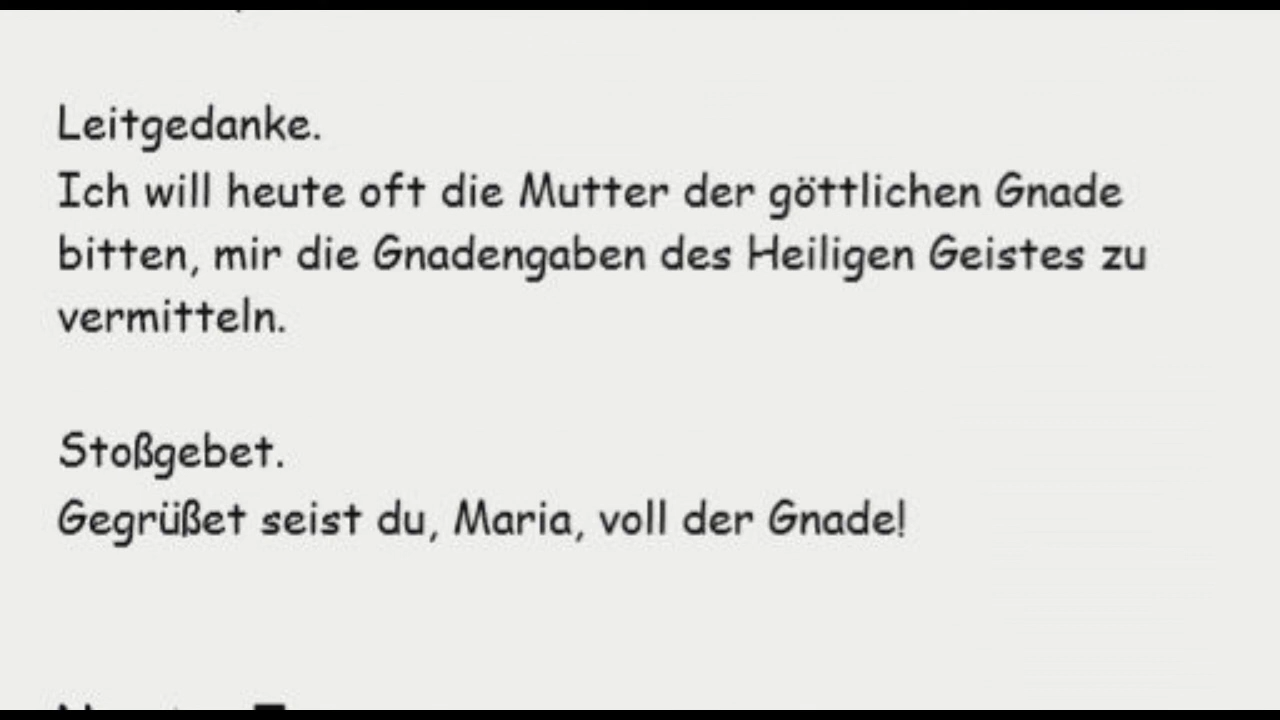 Leitgedanke.
Ich will heute oft die Mutter der göttlichen Gnade
bitten, mir die Gnadengaben des Heiligen Geistes zu
vermitteln.
Stoßgebet.
Gegrüßet seist du, Maria, voll der Gnade!